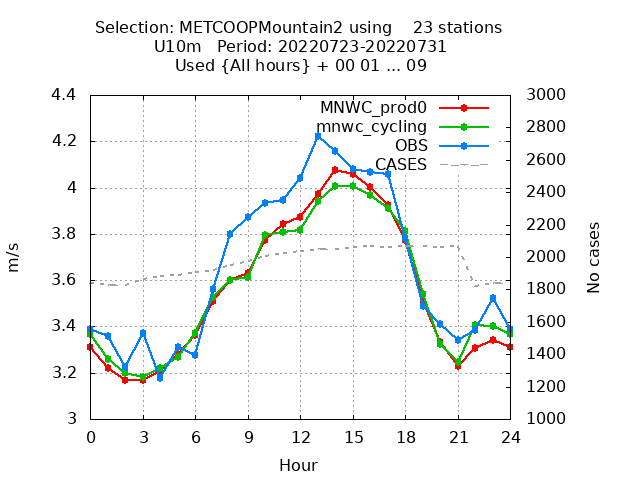 Selection: METCOOPMountain2 using 23 stations
U10m Period: 20220723-20220731
Used {All hours} + 00 01 ... 09
MNWC_prod0
mnwc_cycling
OBS
CASES
4.4
4.2
4
3.8
3.6
3.4
3.2
3
m/s
3000
2800
2600
2400
2200
2000
1800
1600
1400
1200
1000
No cases
0 3 6 9 12 15 18 21 24
Hour